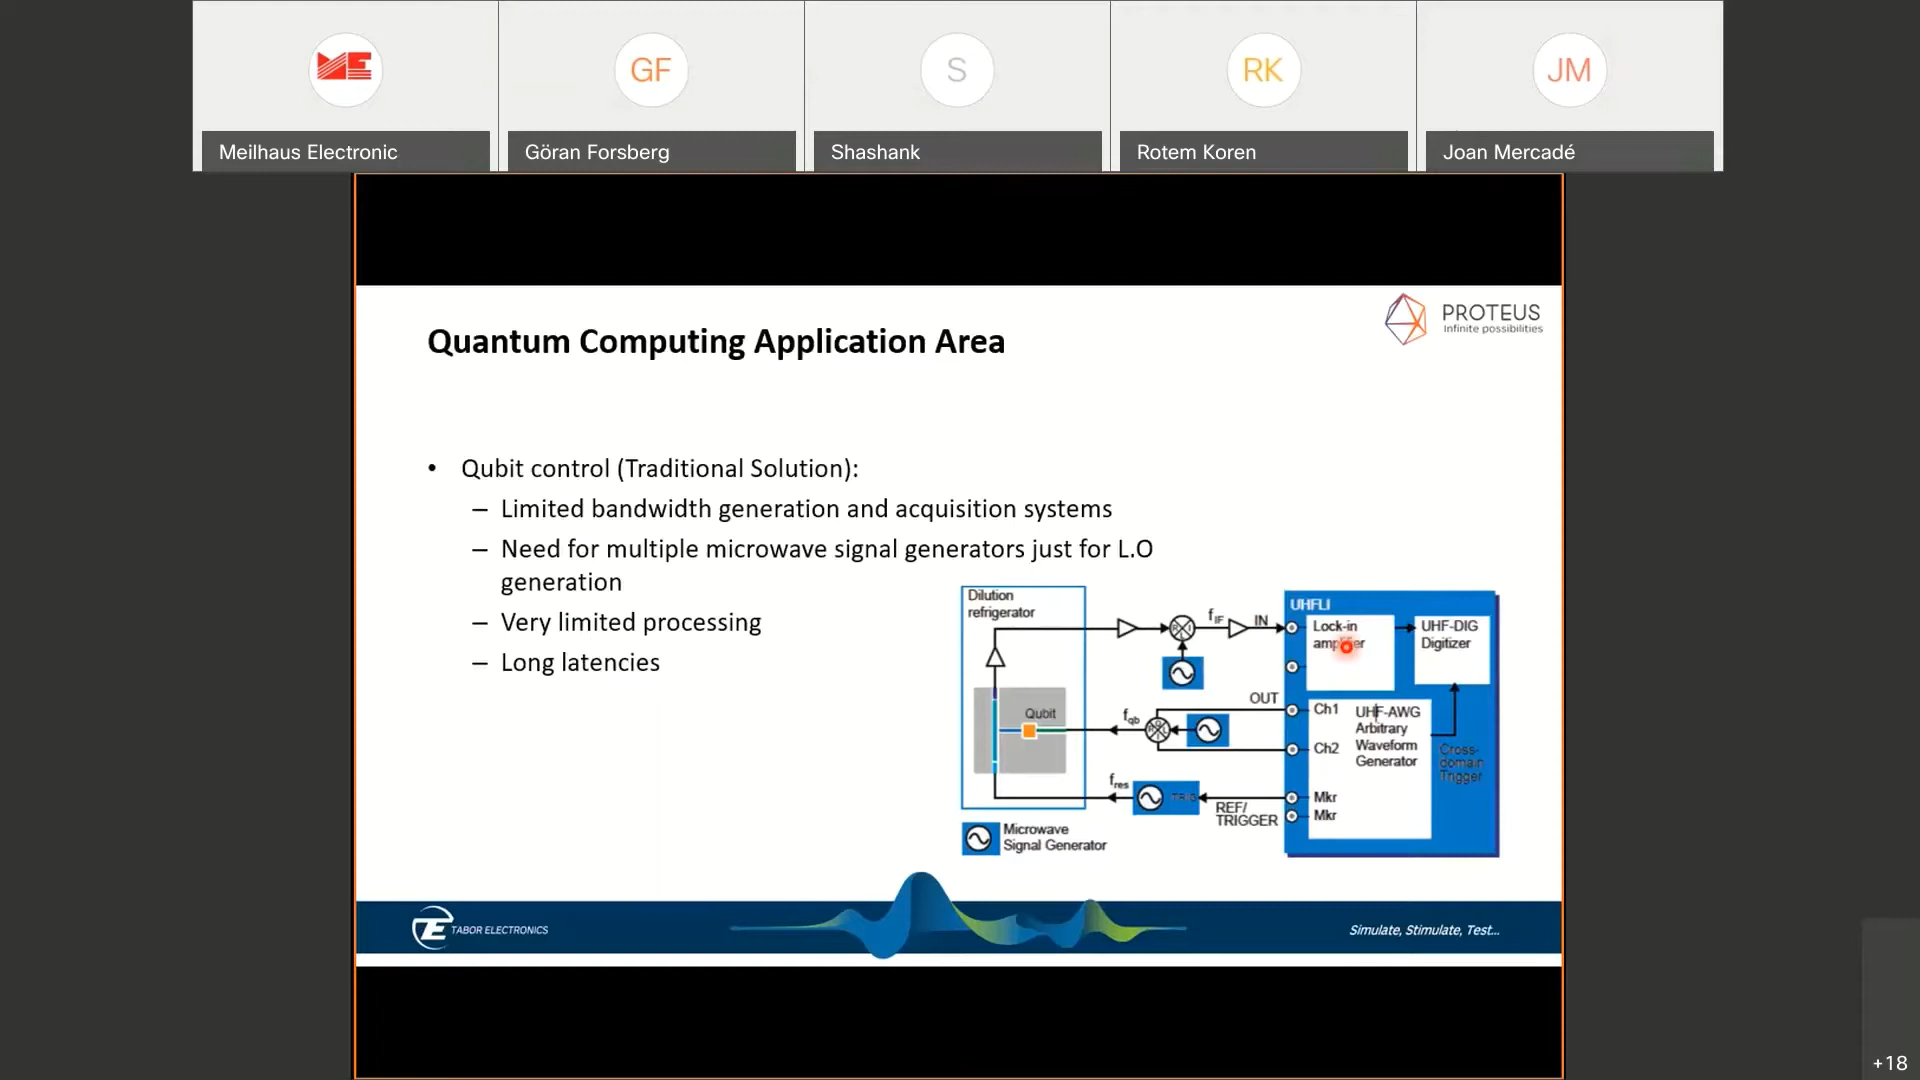 GF
S
RK
JM
Meilhaus Electronic
Göran Forsberg
Shashank
Rotem Koren
Joan Mercadé
PROTEUS
Infinite possibilities
Quantum Computing Application Area
• Qubit control (Traditional Solution):
– Limited bandwidth generation and acquisition systems
– Need for multiple microwave signal generators just for L.O
generation
– Very limited processing
– Long latencies
Dilution
refrigerator
Qubit
fIF
IN
fqb
OUT
fres
TRIG
REF/
TRIGGER
Microwave
Signal Generator
UHFLI
Lock-in
amplifier
UHF-DIG
Digitizer
Ch1
Ch2
UHF-AWG
Arbitrary
Waveform
Generator
Cross-
domain
Trigger
Mkr
Mkr
TABOR ELECTRONICS
Simulate, Stimulate, Test...
+18